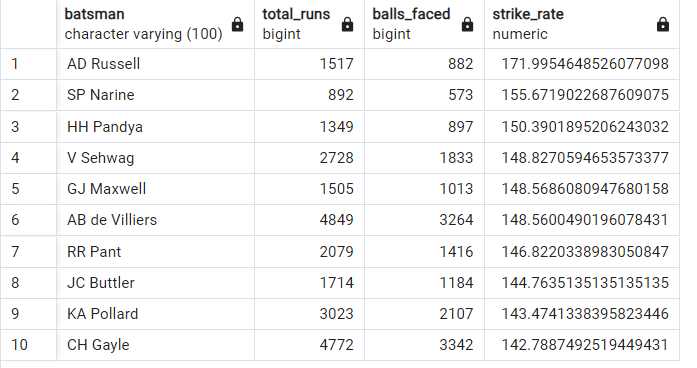 batsman total_runs balls_faced strike_rate
character varying (100) bigint bigint numeric
1 AD Russell 1517 882 171.9954648526077098
2 SP Narine 892 573 155.6719022687609075
3 HH Pandya 1349 897 150.3901895206243032
4 V Sehwag 2728 1833 148.8270594653573377
5 GJ Maxwell 1505 1013 148.5686080947680158
6 AB de Villiers 4849 3264 148.5600490196078431
7 RR Pant 2079 1416 146.8220338983050847
8 JC Buttler 1714 1184 144.7635135135135135
9 KA Pollard 3023 2107 143.4741338395823446
10 CH Gayle 4772 3342 142.7887492519449431